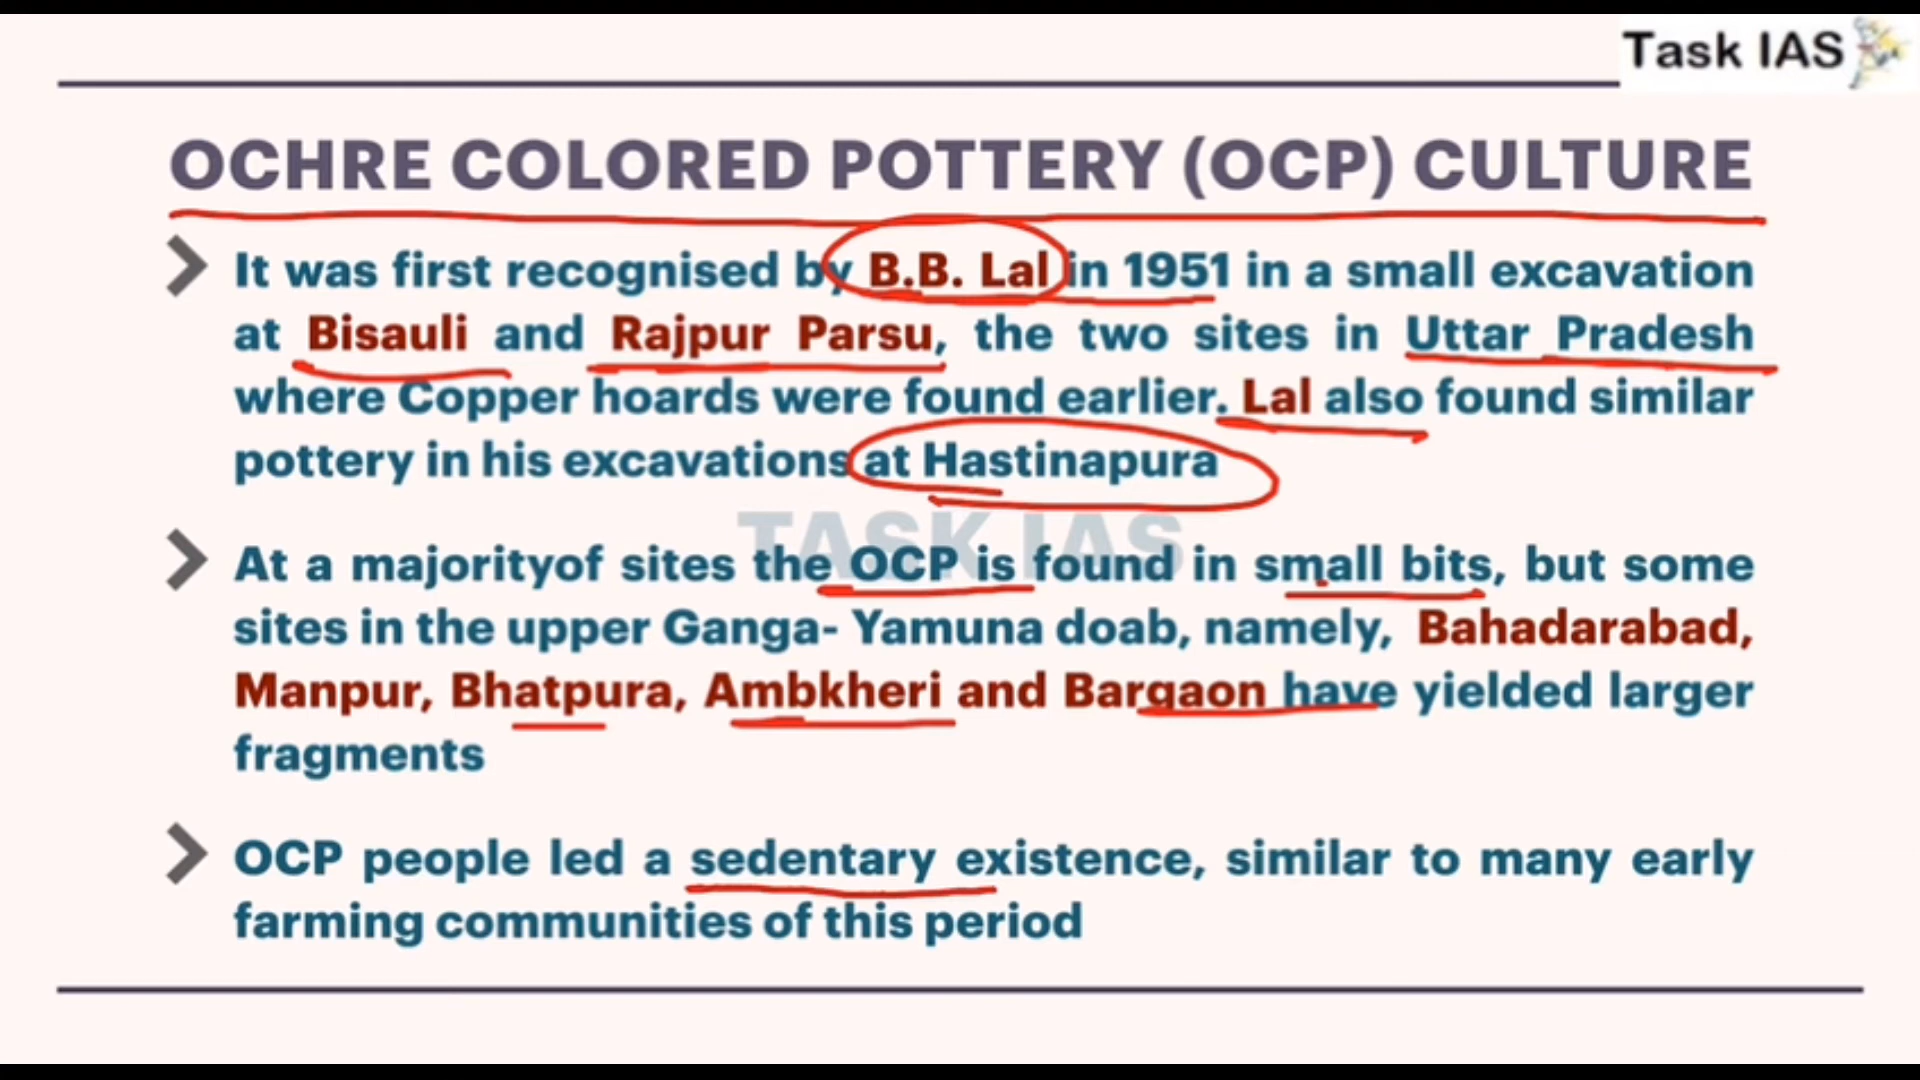 Task IAS
OCHRE COLORED POTTERY (OCP) CULTURE
It was first recognised by B.B. Lal in 1951 in a small excavation
at Bisauli and Rajpur Parsu, the two sites in Uttar Pradesh
where Copper hoards were found earlier. Lal also found similar
pottery in his excavations at Hastinapura
TASK IAS
At a majorityof sites the OCP is found in small bits, but some
sites in the upper Ganga- Yamuna doab, namely, Bahadarabad,
Manpur, Bhatpura, Ambkheri and Bargaon have yielded larger
fragments
OCP people led a sedentary existence, similar to many early
farming communities of this period